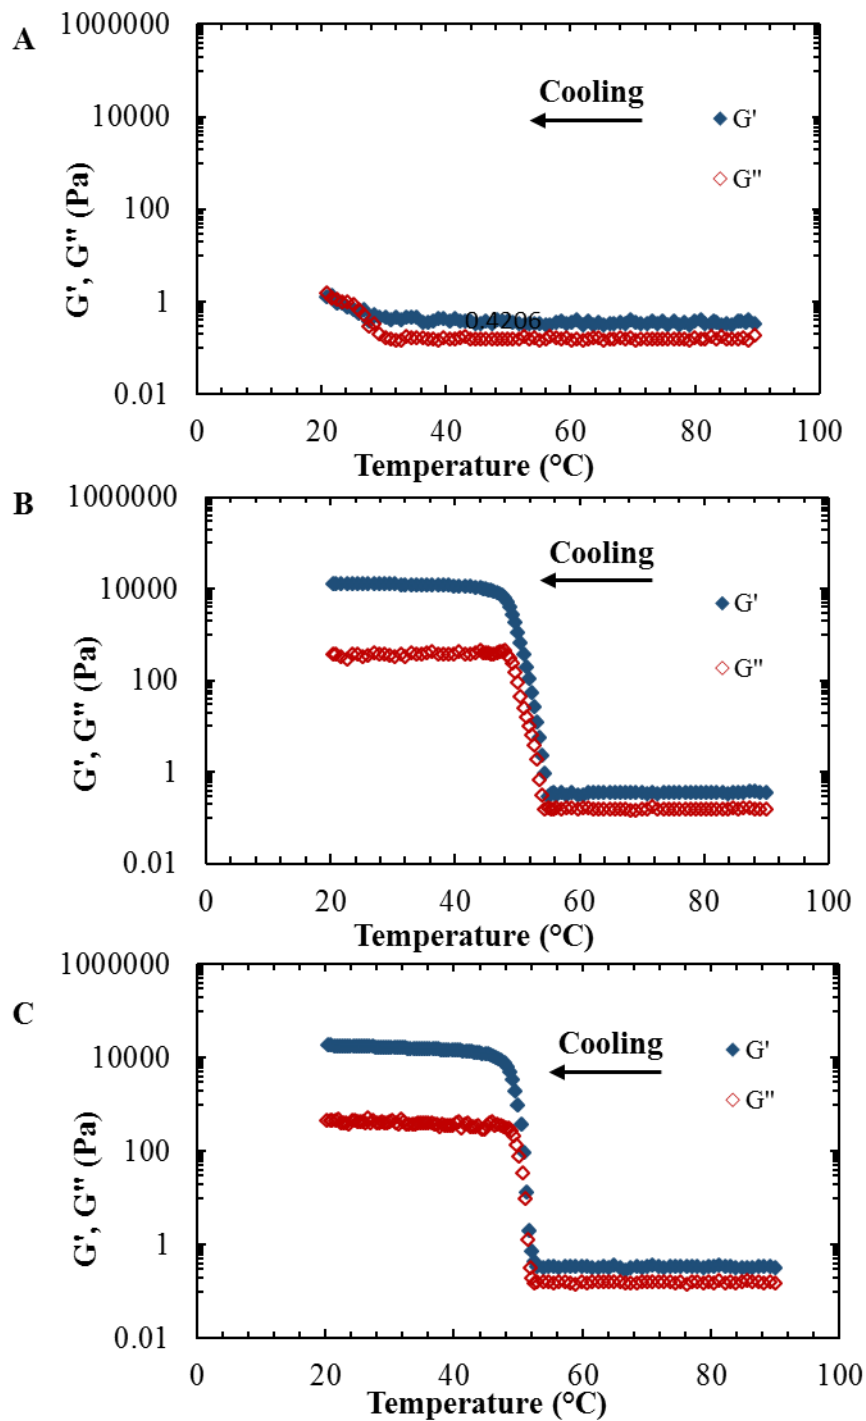 A
1000000
10000
100
1
0.01
G', G" (Pa)
Cooling
G'
G"
0.4206
0 20 40 60 80 100
Temperature (°C)
B
1000000
10000
100
1
0.01
G', G" (Pa)
Cooling
G'
G"
0 20 40 60 80 100
Temperature (°C)
C
1000000
10000
100
1
0.01
G', G" (Pa)
Cooling
G'
G"
0 20 40 60 80 100
Temperature (°C)